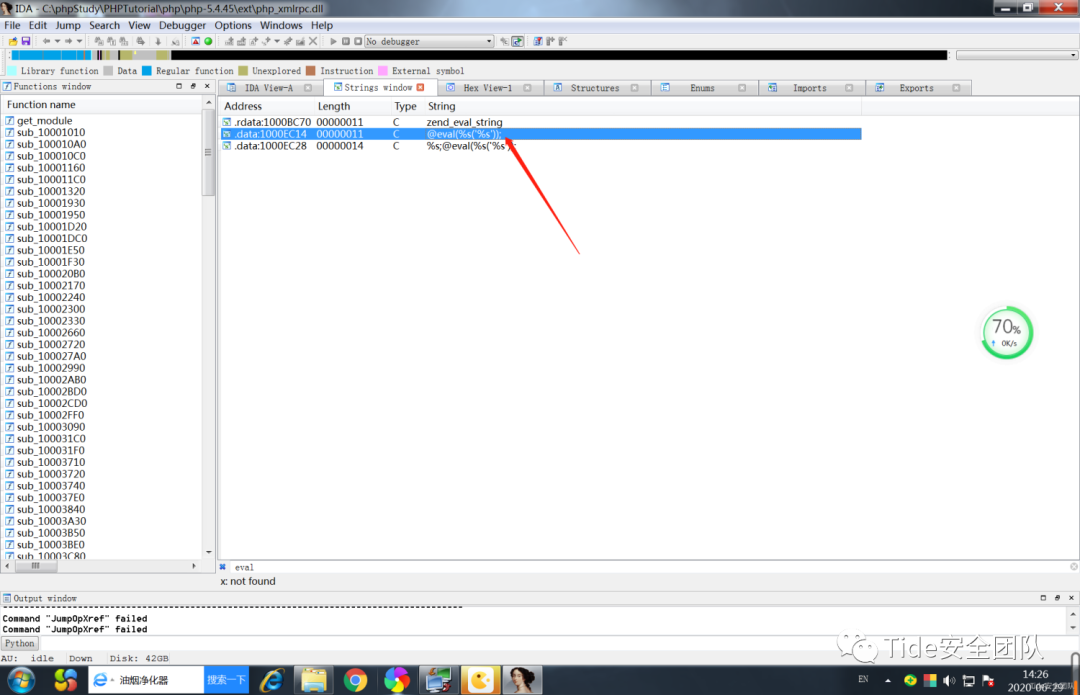 IDA - C:\phpStudy\PHPTutorial\php\php-5.4.45\ext\php_xmlrpc.dll
File Edit Jump Search View Debugger Options Windows Help
No debugger
Library function Data Regular function Unexplored Instruction External symbol
Functions window
IDA View-A Strings window Hex View-1 Structures Enums Imports Exports
Function name
Address Length Type String
get_module
.rdata:1000BC70 00000011 C zend_eval_string
sub_10001010
.data:1000EC14 00000011 C @eval(%s('%s'));
sub_100010A0
.data:1000EC28 00000014 C %s;@eval(%s('%s')
sub_100010C0
sub_10001160
sub_100011C0
sub_10001320
sub_10001930
sub_10001950
sub_10001D20
sub_10001DC0
sub_10001E50
sub_10001F30
sub_100020B0
sub_10002170
sub_10002240
sub_10002300
sub_10002330
sub_10002660
sub_10002720
sub_100027A0
sub_10002990
sub_10002AB0
sub_10002BD0
sub_10002CD0
sub_10002FF0
sub_10003090
sub_100031C0
sub_100031F0
sub_10003710
sub_10003720
sub_10003740
sub_100037E0
sub_10003840
sub_10003A30
sub_10003B50
sub_10003BE0
sub_10003C80
70%
0K/s
eval
x: not found
Output window
Command "JumpOpXref" failed
Command "JumpOpXref" failed
Python
AU: idle Down Disk: 42GB
Tide安全团队
油烟净化器 搜索一下
EN
14:26
2020-06-29